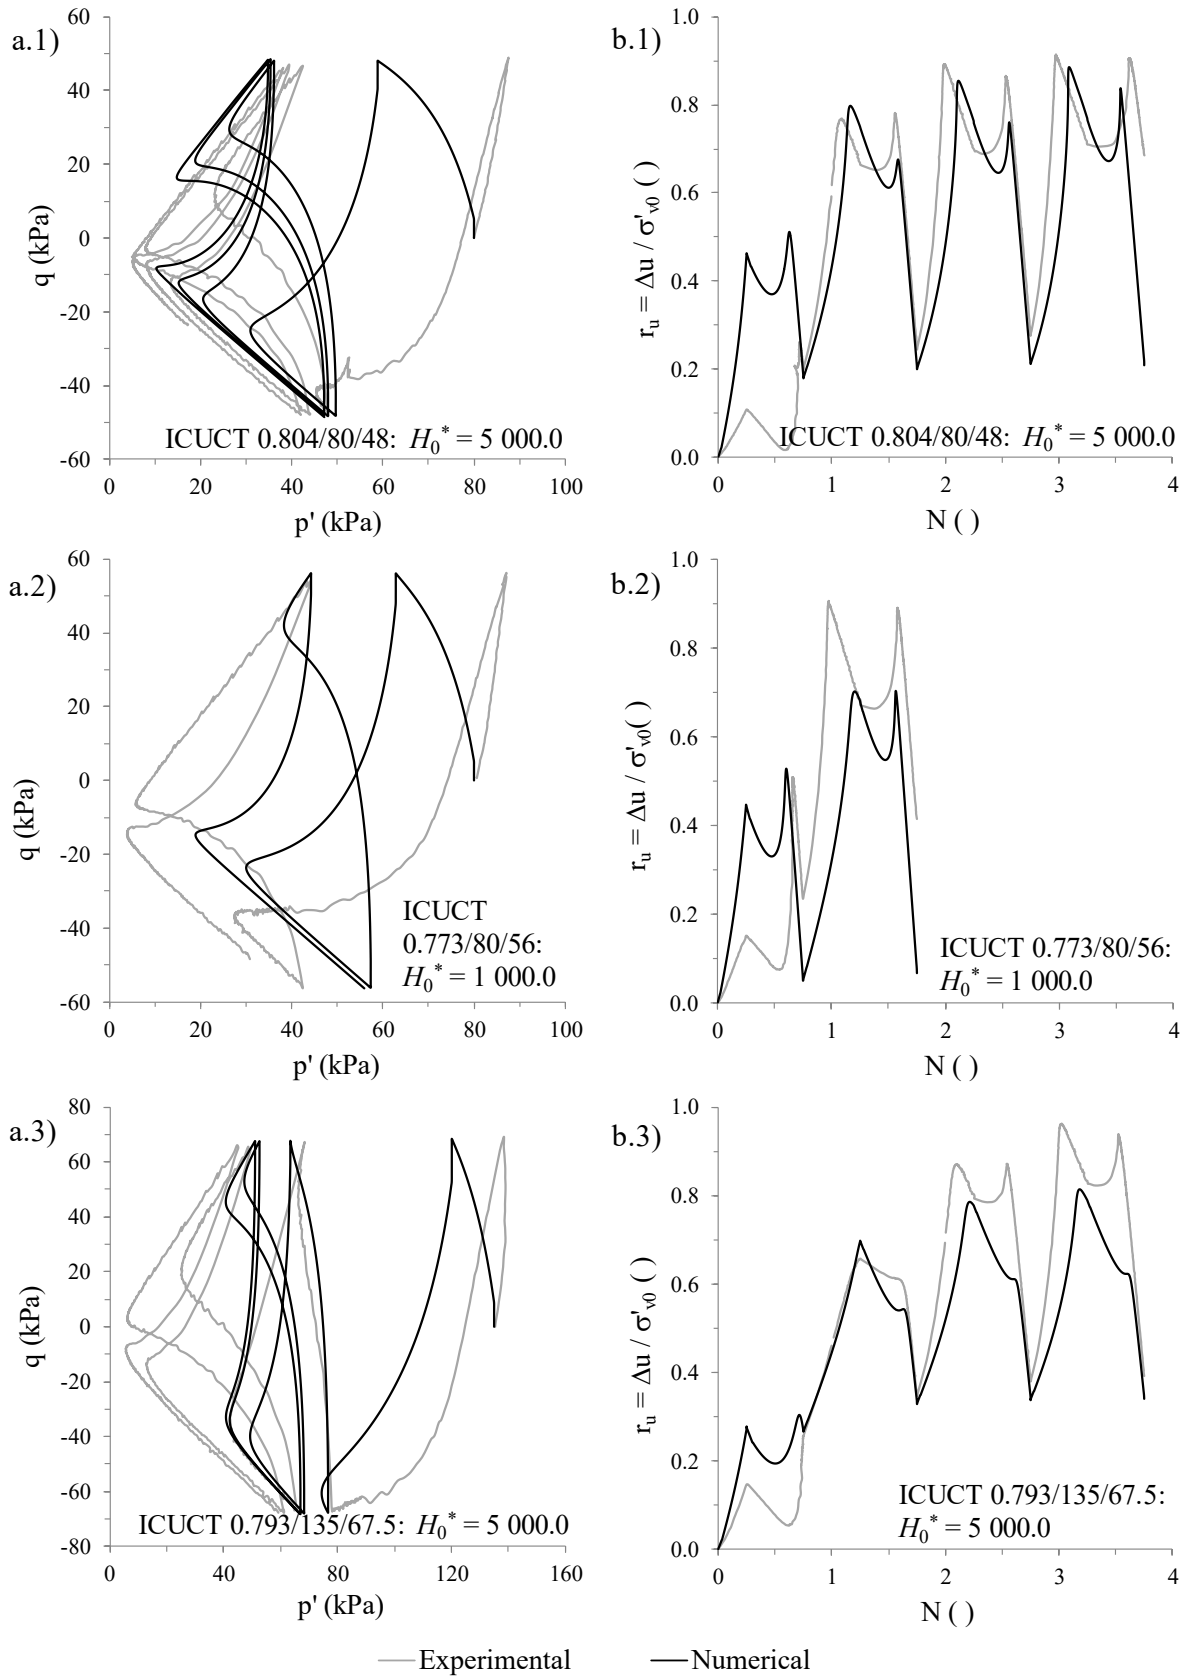 a.1)
60
40
20
0
-20
-40
-60
q (kPa)
ICUCT 0.804/80/48: H₀* = 5 000.0
0 20 40 60 80 100
p' (kPa)
b.1)
1.0
0.8
0.6
0.4
0.2
0.0
rᵤ = Δu / σ'ᵥ₀ ( )
ICUCT 0.804/80/48: H₀* = 5 000.0
0 1 2 3 4
N ( )
a.2)
60
40
20
0
-20
-40
-60
q (kPa)
ICUCT
0.773/80/56:
H₀* = 1 000.0
0 20 40 60 80 100
p' (kPa)
b.2)
1.0
0.8
0.6
0.4
0.2
0.0
rᵤ = Δu / σ'ᵥ₀( )
ICUCT 0.773/80/56:
H₀* = 1 000.0
0 1 2 3 4
N ( )
a.3)
80
60
40
20
0
-20
-40
-60
-80
q (kPa)
ICUCT 0.793/135/67.5: H₀* = 5 000.0
0 40 80 120 160
p' (kPa)
b.3)
1.0
0.8
0.6
0.4
0.2
0.0
rᵤ = Δu / σ'ᵥ₀ ( )
ICUCT 0.793/135/67.5:
H₀* = 5 000.0
0 1 2 3 4
N ( )
Experimental Numerical